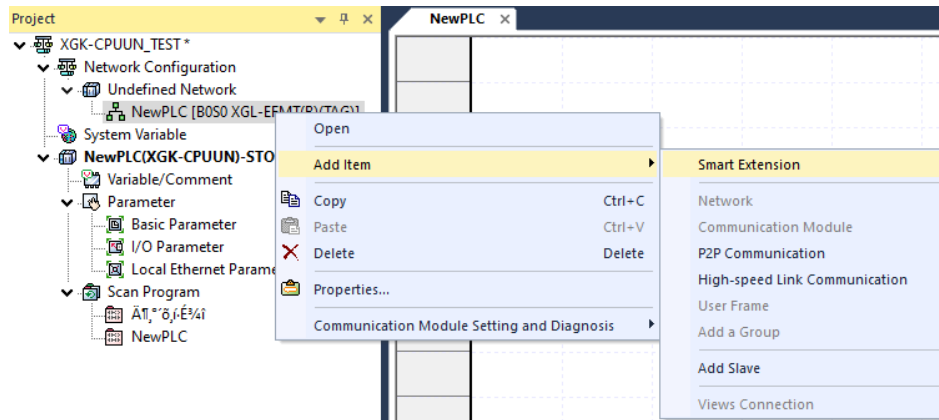 Project
NewPLC
XGK-CPUUN_TEST *
Network Configuration
Undefined Network
NewPLC [B0S0 XGL-EFMT(B)(TAG)]
System Variable
NewPLC(XGK-CPUUN)-STO
Variable/Comment
Parameter
Basic Parameter
I/O Parameter
Local Ethernet Parame
Scan Program
NewPLC
Open
Add Item
Copy Ctrl+C
Paste Ctrl+V
Delete Delete
Properties...
Communication Module Setting and Diagnosis
Smart Extension
Network
Communication Module
P2P Communication
High-speed Link Communication
User Frame
Add a Group
Add Slave
Views Connection